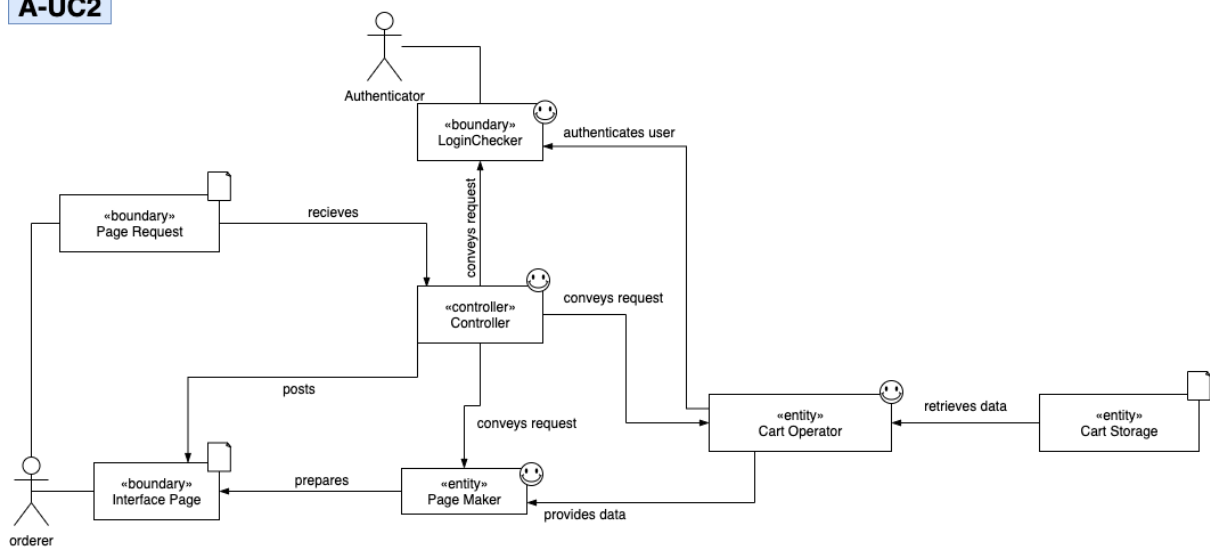 A-UC2
Authenticator
«boundary»
LoginChecker
authenticates user
conveys request
«boundary»
Page Request
recieves
«controller»
Controller
conveys request
posts
conveys request
«entity»
Cart Operator
retrieves data
«entity»
Cart Storage
«boundary»
Interface Page
prepares
«entity»
Page Maker
provides data
orderer